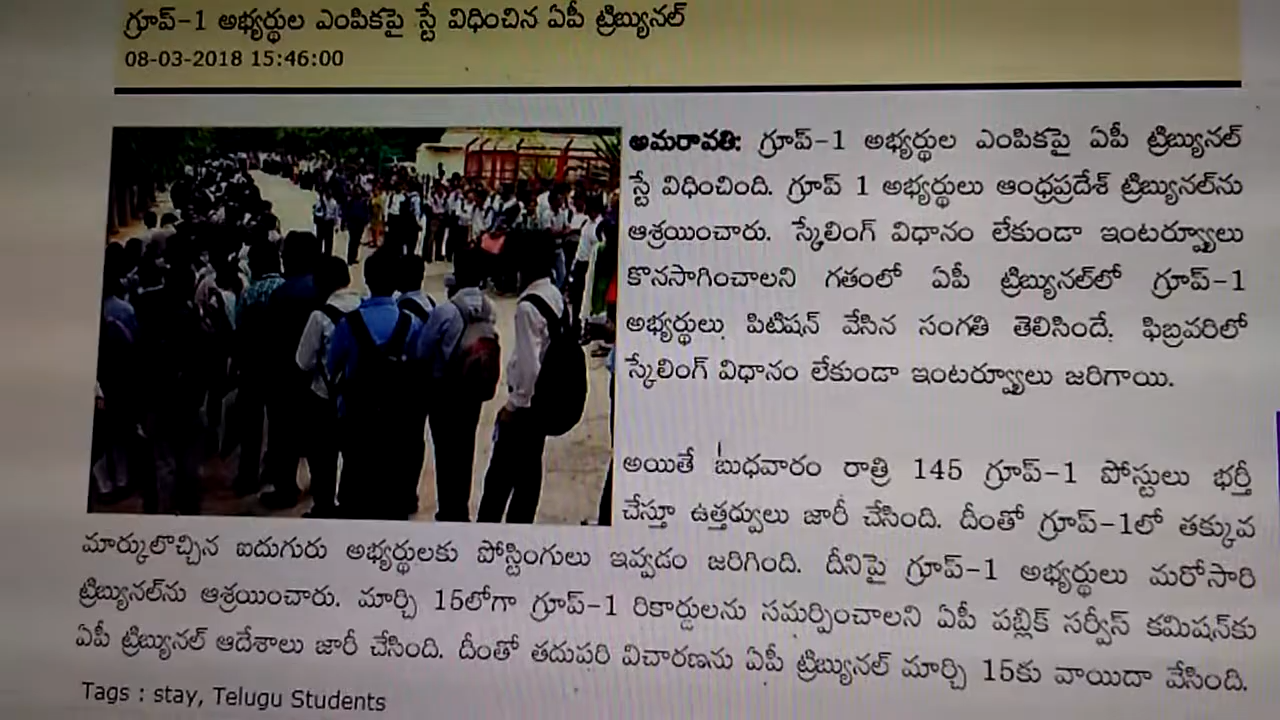 గ్రూప్-1 అభ్యర్థుల ఎంపికపై స్టే విధించిన ఏపీ ట్రిబ్యునల్
08-03-2018 15:46:00
అమరావతి: గ్రూప్-1 అభ్యర్థుల ఎంపికపై ఏపీ ట్రిబ్యునల్
స్టే విధించింది. గ్రూప్ 1 అభ్యర్థులు ఆంధ్రప్రదేశ్ ట్రిబ్యునల్‌ను
ఆశ్రయించారు. స్కేలింగ్ విధానం లేకుండా ఇంటర్వ్యూలు
కొనసాగించాలని గతంలో ఏపీ ట్రిబ్యునల్‌లో గ్రూప్-1
అభ్యర్థులు పిటిషన్ వేసిన సంగతి తెలిసిందే. ఫిబ్రవరిలో
స్కేలింగ్ విధానం లేకుండా ఇంటర్వ్యూలు జరిగాయి.
అయితే బుధవారం రాత్రి 145 గ్రూప్-1 పోస్టులు భర్తీ
చేస్తూ ఉత్తర్వులు జారీ చేసింది. దీంతో గ్రూప్-1లో తక్కువ
మార్కులొచ్చిన ఐదుగురు అభ్యర్థులకు పోస్టింగులు ఇవ్వడం జరిగింది. దీనిపై గ్రూప్-1 అభ్యర్థులు మరోసారి
ట్రిబ్యునల్‌ను ఆశ్రయించారు. మార్చి 15లోగా గ్రూప్-1 రికార్డులను సమర్పించాలని ఏపీ పబ్లిక్ సర్వీస్ కమిషన్‌కు
ఏపీ ట్రిబ్యునల్ ఆదేశాలు జారీ చేసింది. దీంతో తదుపరి విచారణను ఏపీ ట్రిబ్యునల్ మార్చి 15కు వాయిదా వేసింది.
Tags : stay, Telugu Students